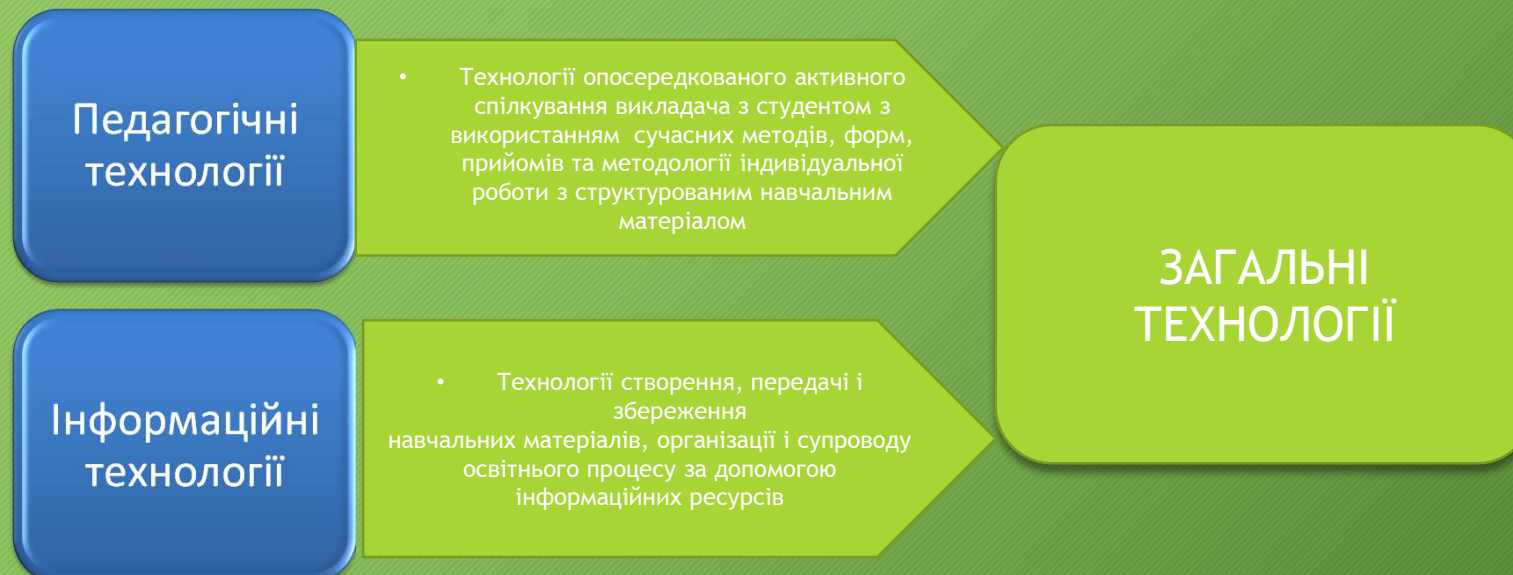 Педагогічні
технології
• Технології опосередкованого активного
спілкування викладача з студентом з
використанням сучасних методів, форм,
прийомів та методології індивідуальної
роботи з структурованим навчальним
матеріалом
Інформаційні
технології
• Технології створення, передачі і
збереження
навчальних матеріалів, організації і супроводу
освітнього процесу за допомогою
інформаційних ресурсів
ЗАГАЛЬНІ
ТЕХНОЛОГІЇ